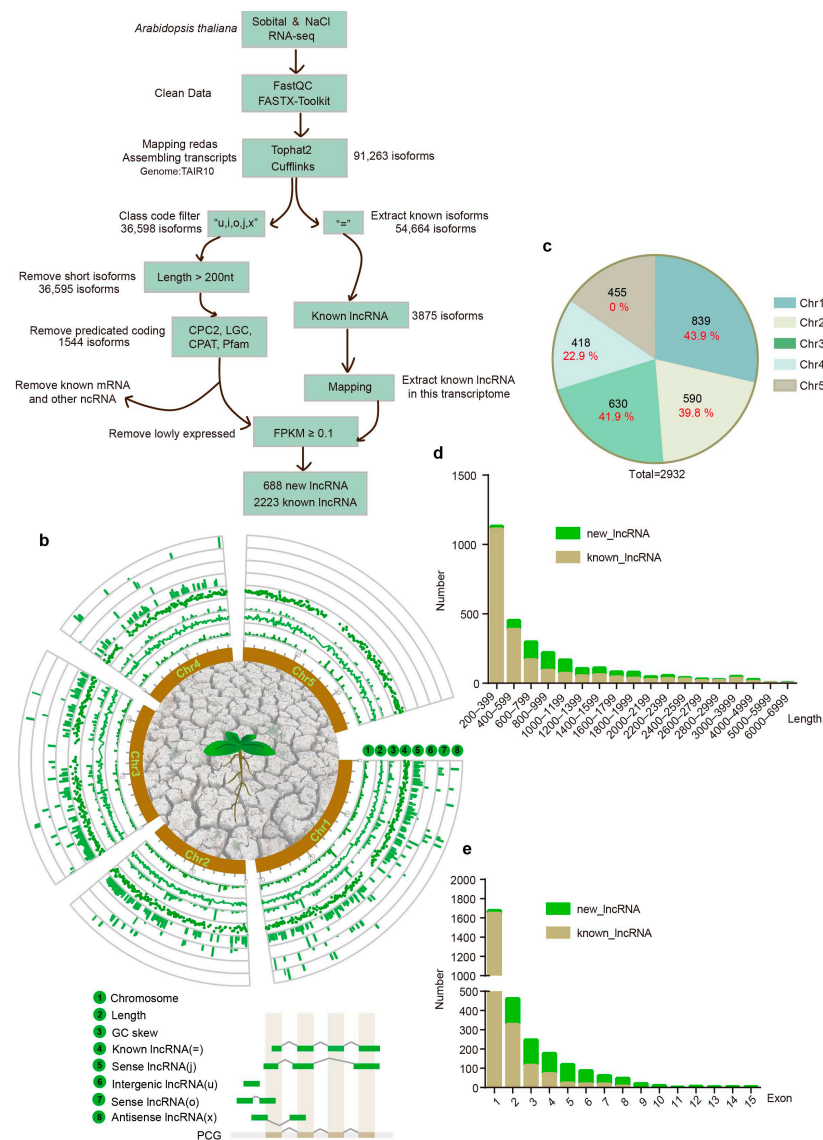 Arabidopsis thaliana
Sobital & NaCl
RNA-seq
Clean Data
FastQC
FASTX-Toolkit
Mapping redas
Assembling transcripts
Genome:TAIR10
Tophat2
Cufflinks
91,263 isoforms
Class code filter
36,598 isoforms
"u,i,o,j,x"
"="
Extract known isoforms
54,664 isoforms
Remove short isoforms
36,595 isoforms
Length > 200nt
Remove predicated coding
1544 isoforms
CPC2, LGC,
CPAT, Pfam
Known lncRNA
3875 isoforms
Remove known mRNA
and other ncRNA
Mapping
Extract known lncRNA
in this transcriptome
Remove lowly expressed
FPKM ≥ 0.1
688 new lncRNA
2223 known lncRNA
c
455
0 %
839
43.9 %
418
22.9 %
630
41.9 %
590
39.8 %
Chr1
Chr2
Chr3
Chr4
Chr5
Total=2932
b
Chr4
Chr5
Chr3
Chr2
Chr1
1 2 3 4 5 6 7 8
1 Chromosome
2 Length
3 GC skew
4 Known lncRNA(=)
5 Sense lncRNA(j)
6 Intergenic lncRNA(u)
7 Sense lncRNA(o)
8 Antisense lncRNA(x)
PCG
d
1500
1000
500
0
Number
new_lncRNA
known_lncRNA
200–399
400–599
600–799
800–999
1000–1199
1200–1399
1400–1599
1600–1799
1800–1999
2000–2199
2200–2399
2400–2599
2600–2799
2800–2999
3000–3999
4000–4999
5000–5999
6000–6999
Length
e
2000
1900
1800
1700
1600
1500
1400
1300
1200
1100
1000
500
400
300
200
100
0
Number
new_lncRNA
known_lncRNA
1 2 3 4 5 6 7 8 9 10 11 12 13 14 15
Exon